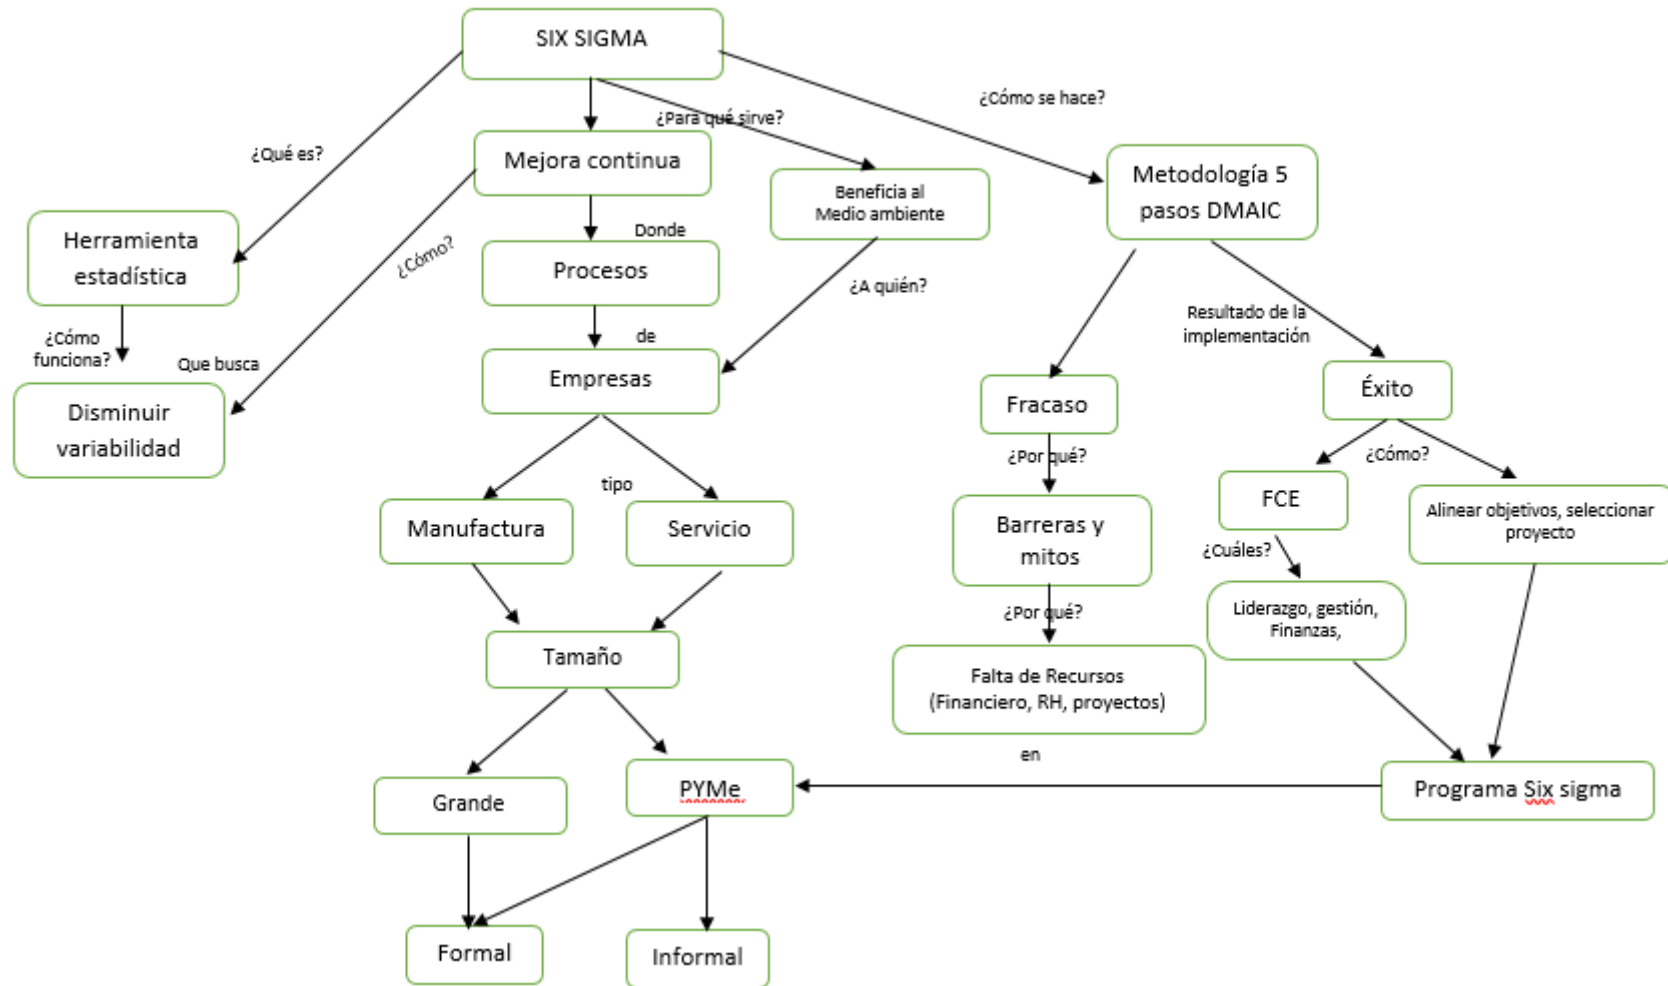 SIX SIGMA
¿Cómo se hace?
¿Para qué sirve?
¿Qué es?
Mejora continua
Metodología 5
pasos DMAIC
Beneficia al
Medio ambiente
Herramienta
estadística
¿Cómo?
Donde
Procesos
¿A quién?
¿Cómo
funciona?
Que busca
de
Resultado de la
implementación
Empresas
Disminuir
variabilidad
Fracaso
Éxito
¿Por qué?
¿Cómo?
tipo
Manufactura
Servicio
Barreras y
mitos
FCE
Alinear objetivos, seleccionar
proyecto
¿Cuáles?
¿Por qué?
Liderazgo, gestión,
Finanzas,
Tamaño
Falta de Recursos
(Financiero, RH, proyectos)
en
Grande
PYMe
Programa Six sigma
Formal
Informal